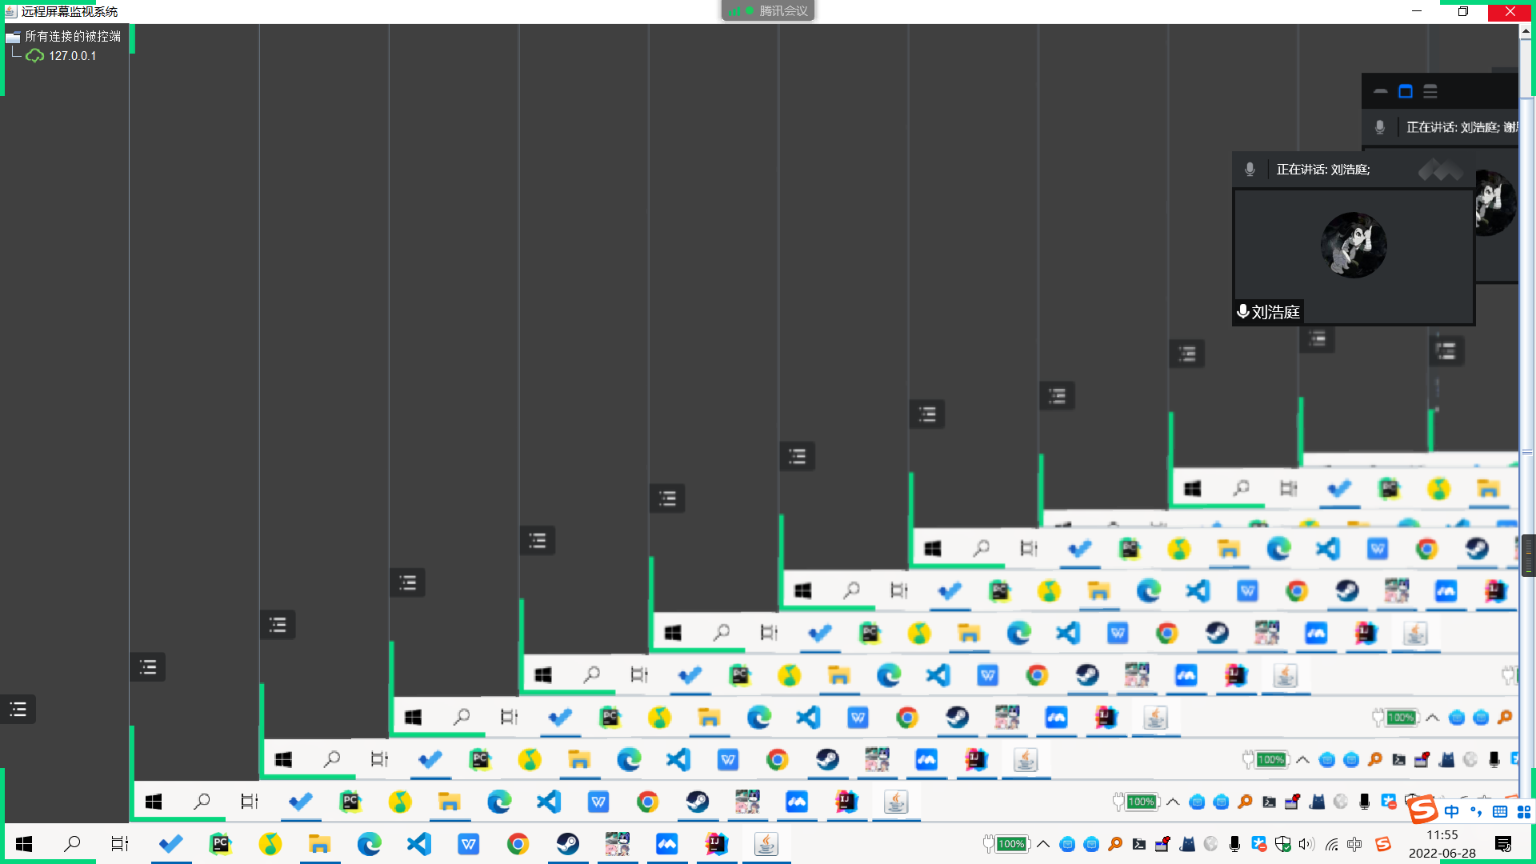 远程屏幕监视系统
腾讯会议
所有连接的被控端
127.0.0.1
正在讲话: 刘浩庭; 谢
正在讲话: 刘浩庭;
刘浩庭
100%
100%
100%
中
100%
11:55
2022-06-28